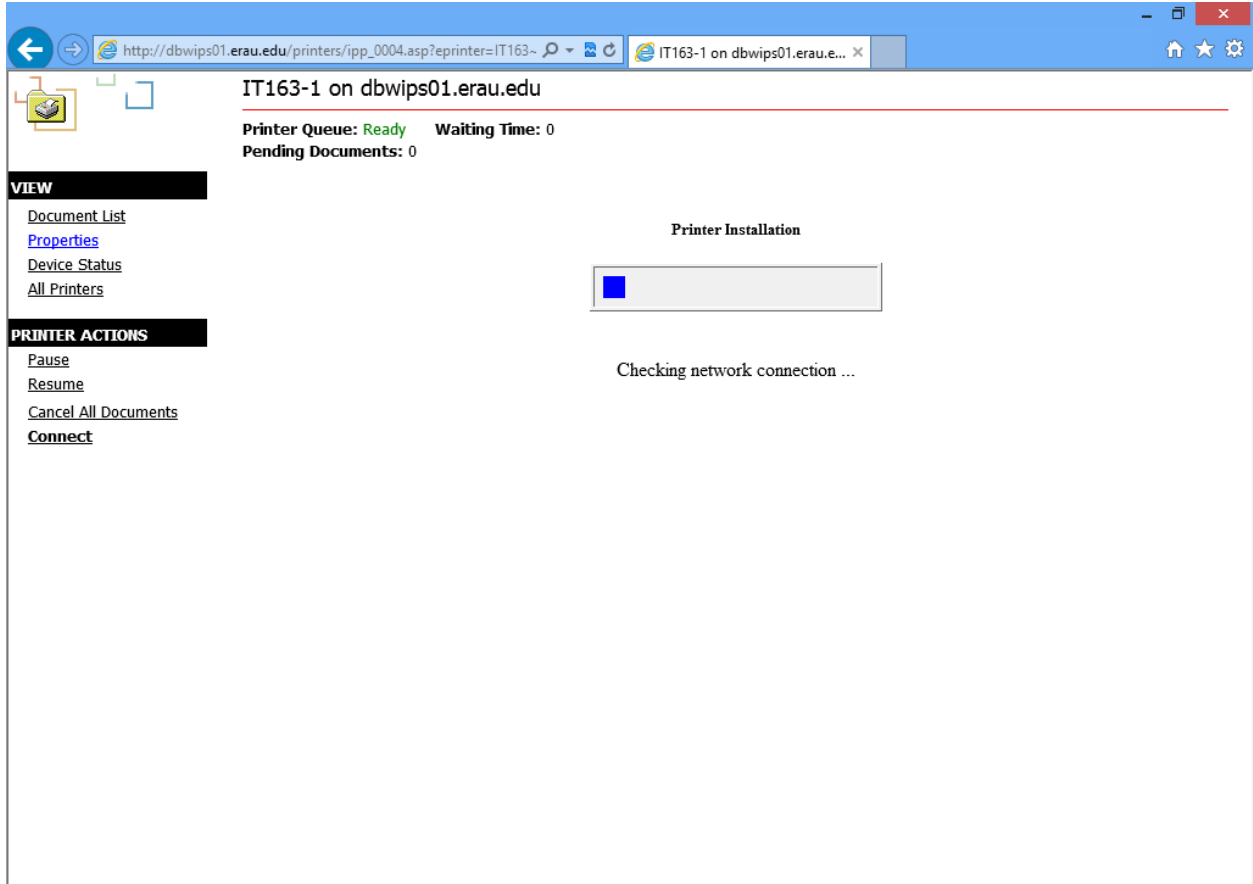 http://dbwips01.erau.edu/printers/ipp_0004.asp?eprinter=IT163~
IT163-1 on dbwips01.erau.e...
IT163-1 on dbwips01.erau.edu
Printer Queue: Ready Waiting Time: 0
Pending Documents: 0
VIEW
Document List
Properties
Device Status
All Printers
PRINTER ACTIONS
Pause
Resume
Cancel All Documents
Connect
Printer Installation
Checking network connection ...